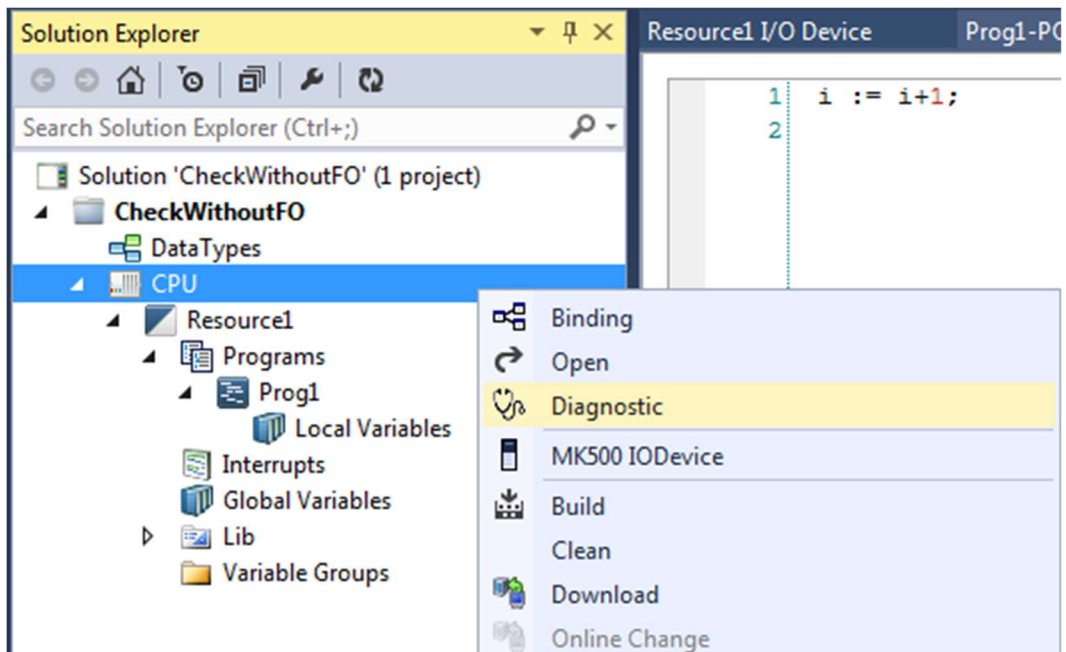 Solution Explorer
Resource1 I/O Device
Prog1-PO
1 i := i+1;
2
Search Solution Explorer (Ctrl+;)
Solution 'CheckWithoutFO' (1 project)
CheckWithoutFO
DataTypes
CPU
Resource1
Programs
Prog1
Local Variables
Interrupts
Global Variables
Lib
Variable Groups
Binding
Open
Diagnostic
MK500 IODevice
Build
Clean
Download
Online Change